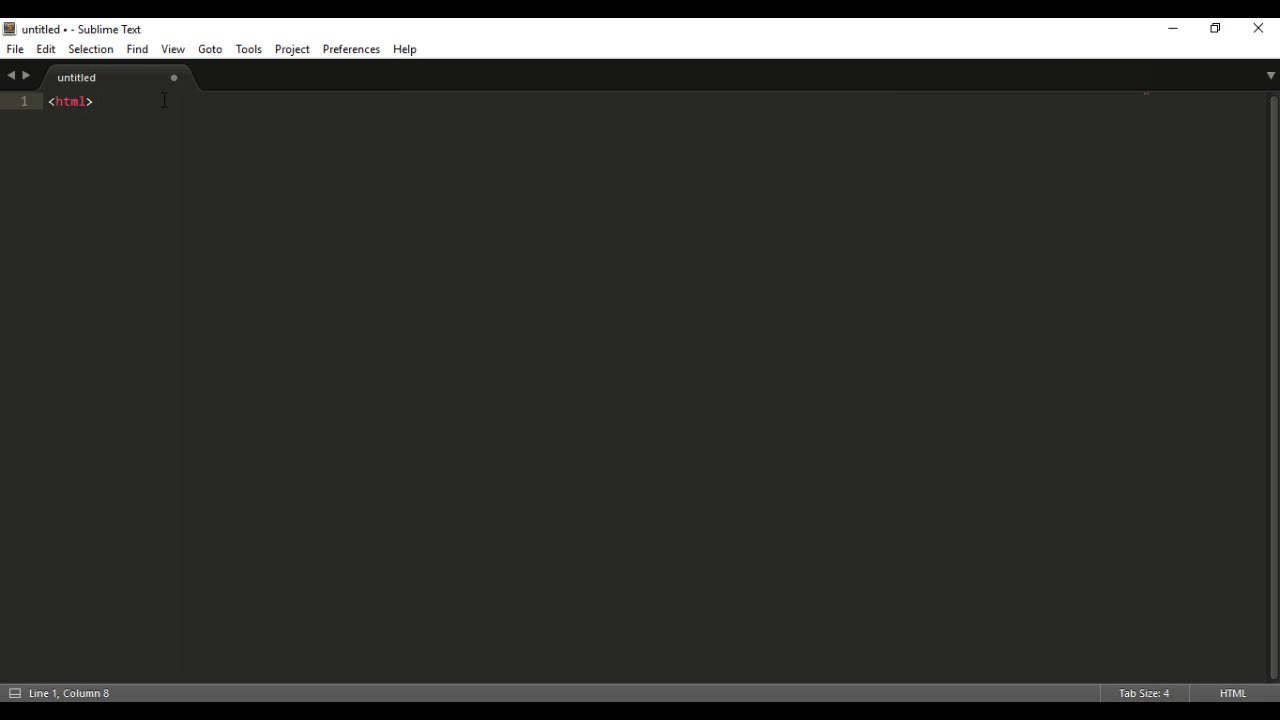 untitled • - Sublime Text
File Edit Selection Find View Goto Tools Project Preferences Help
untitled
1 <html>
Line 1, Column 8 Tab Size: 4 HTML